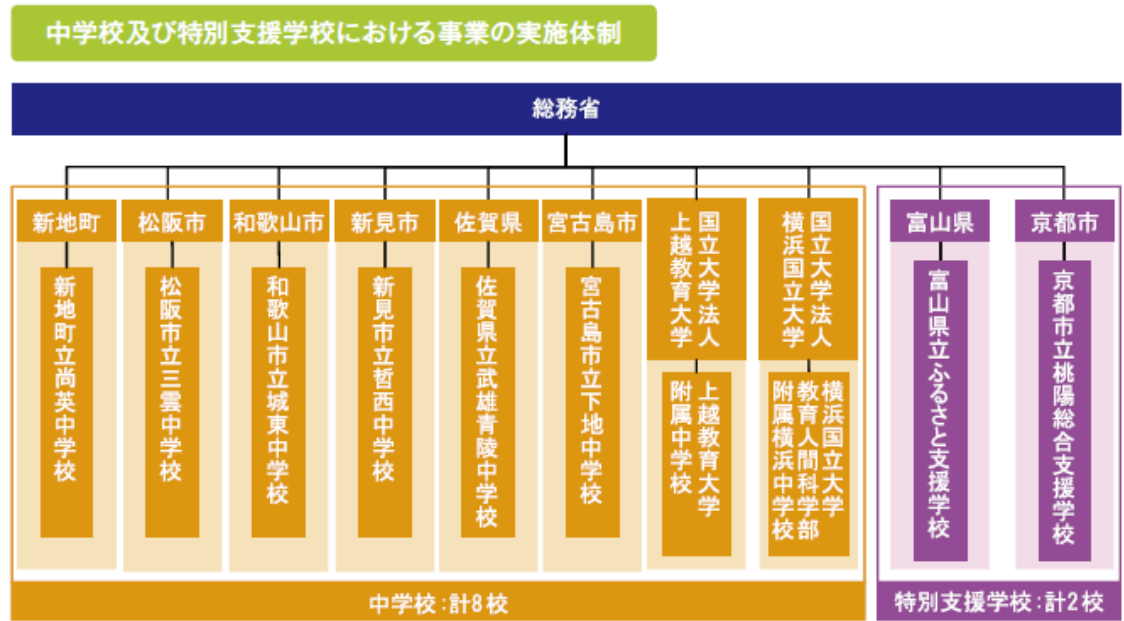 中学校及び特別支援学校における事業の実施体制
総務省
新地町
松阪市
和歌山市
新見市
佐賀県
宮古島市
国立大学法人
上越教育大学
国立大学法人
横浜国立大学
富山県
京都市
新地町立尚英中学校
松阪市立三雲中学校
和歌山市立城東中学校
新見市立哲西中学校
佐賀県立武雄青陵中学校
宮古島市立下地中学校
上越教育大学
附属中学校
横浜国立大学
教育人間科学部
附属横浜中学校
富山県立ふるさと支援学校
京都市立桃陽総合支援学校
中学校：計8校
特別支援学校：計2校